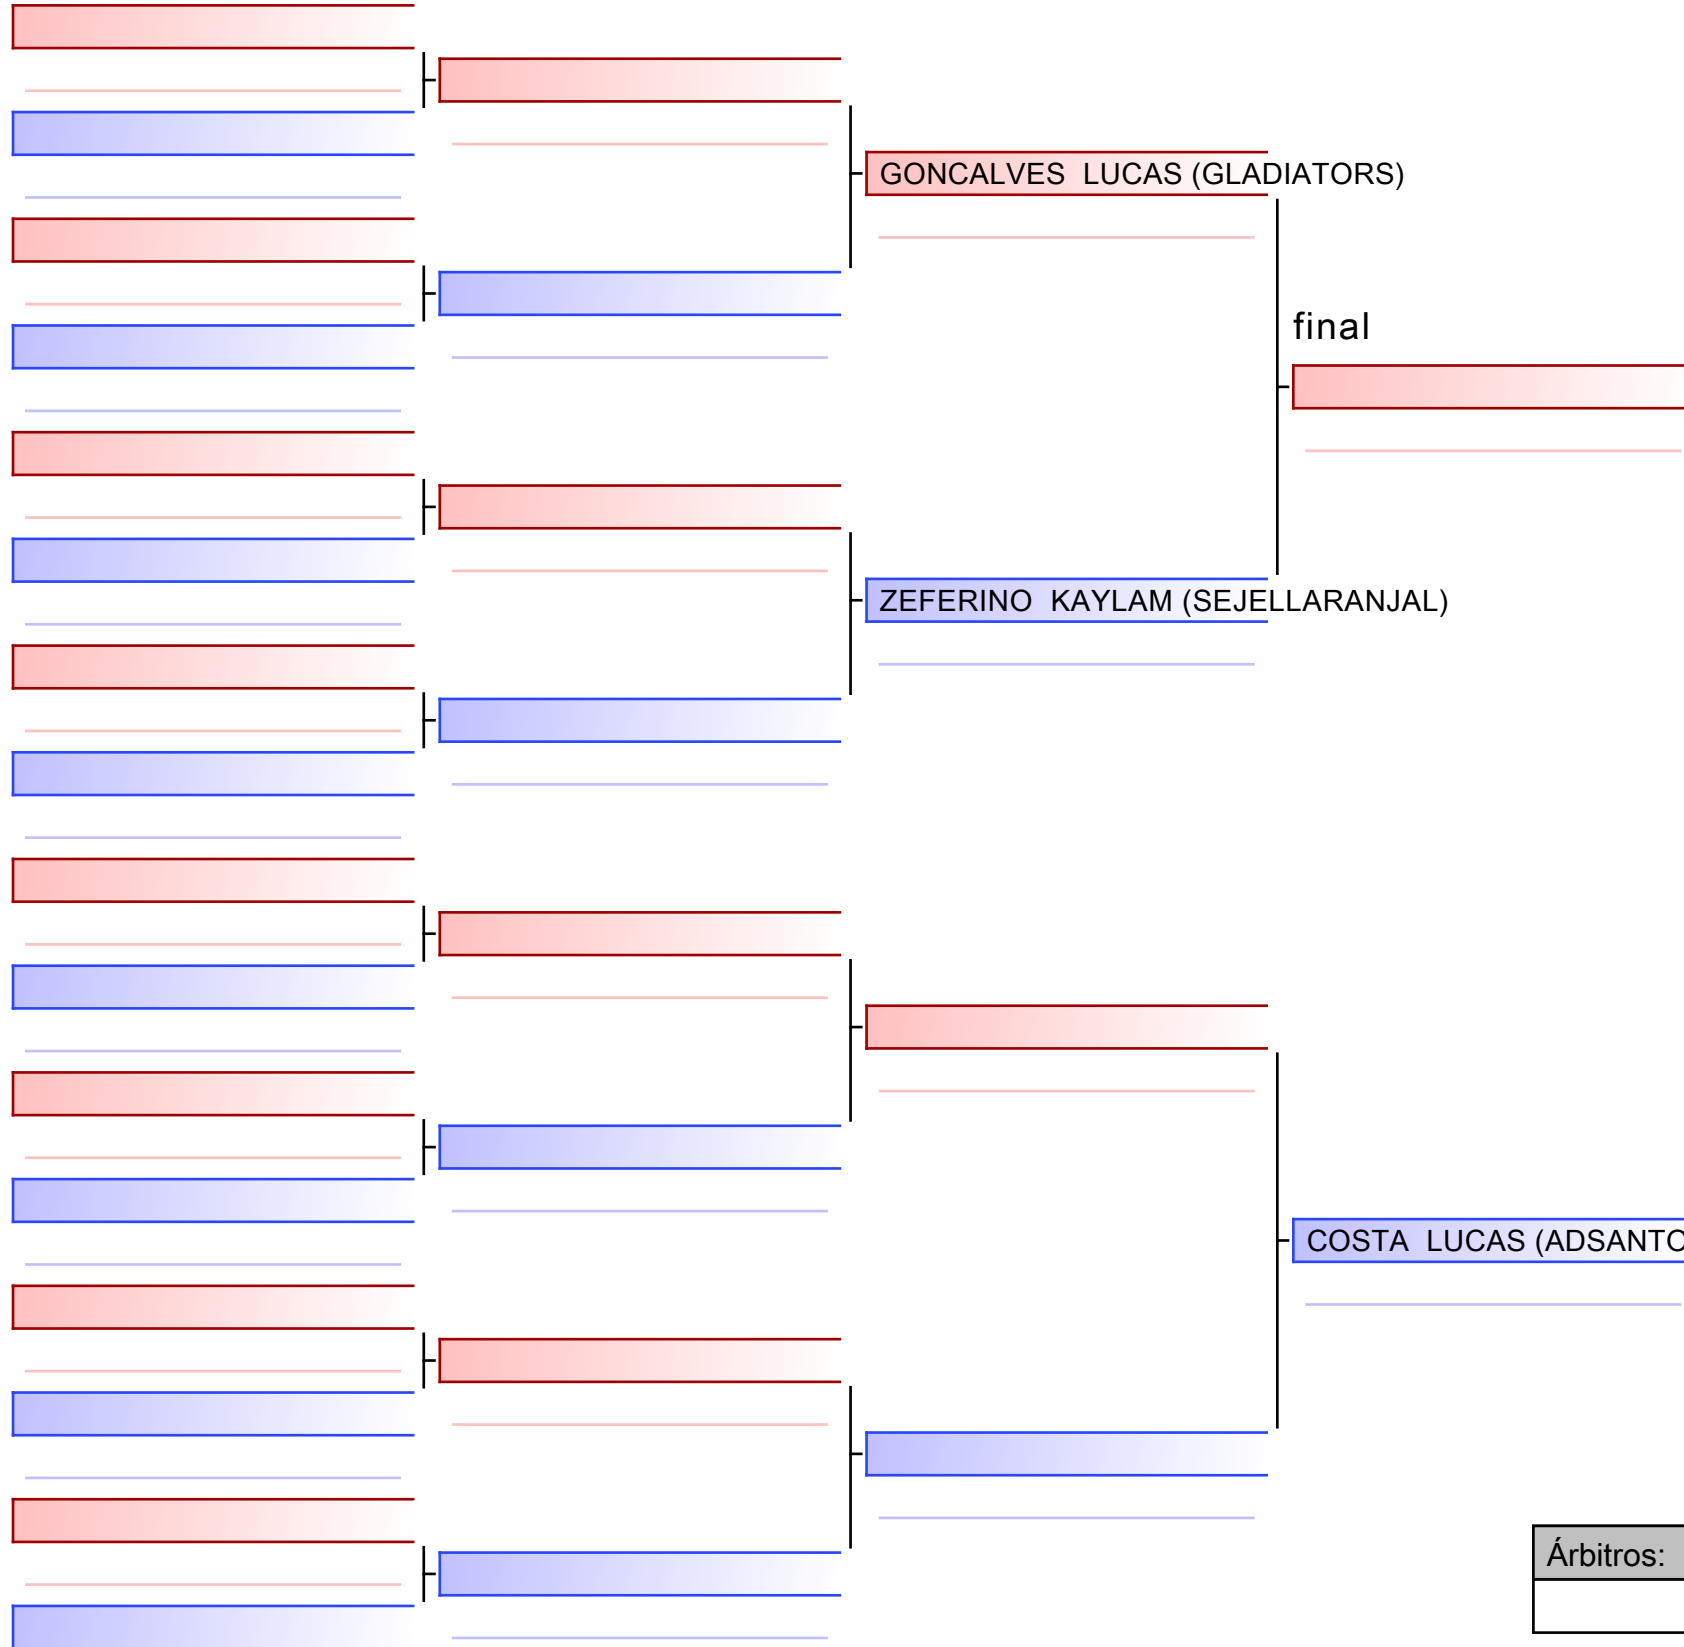 GONCALVES  LUCAS (GLADIATORS)
final
ZEFERINO  KAYLAM (SEJELLARANJAL)
COSTA  LUCAS (ADSANTO
Árbitros: